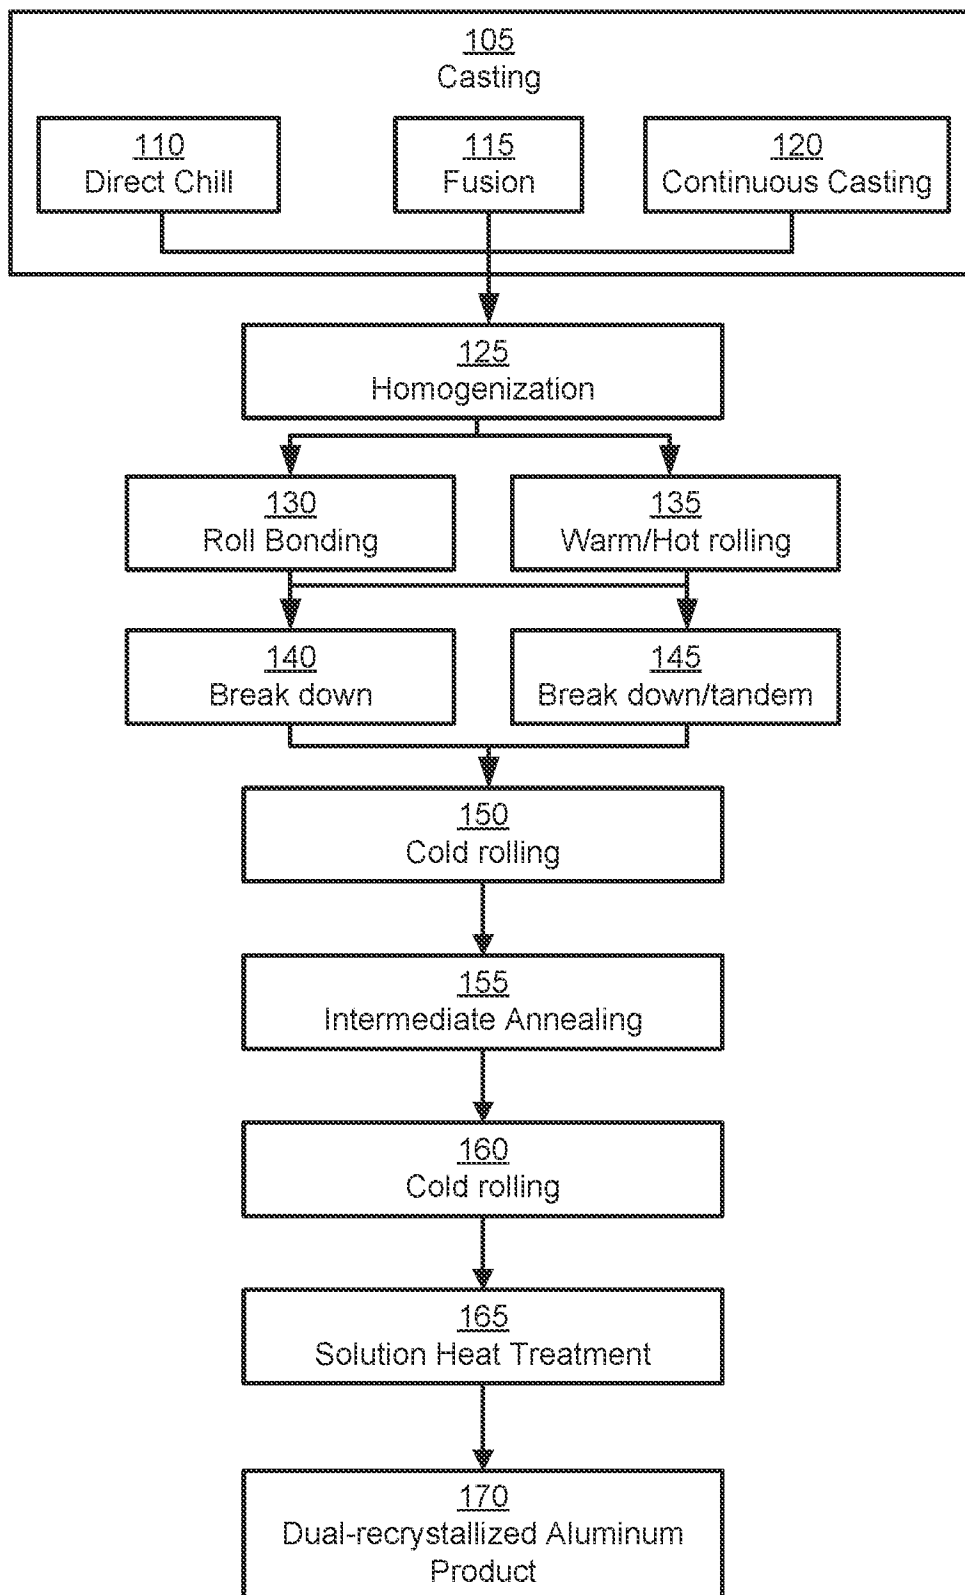 105
Casting
110
Direct Chill
115
Fusion
120
Continuous Casting
125
Homogenization
130
Roll Bonding
135
Warm/Hot rolling
140
Break down
145
Break down/tandem
150
Cold rolling
155
Intermediate Annealing
160
Cold rolling
165
Solution Heat Treatment
170
Dual-recrystallized Aluminum
Product